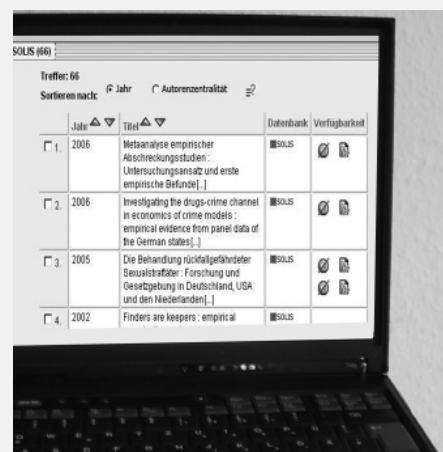 SOLIS (66)
Treffer: 66
Sortieren nach: Jahr Autorenzentralität
Jahr Titel Datenbank Verfügbarkeit
1. 2006 Metaanalyse empirischer SOLIS
Abschreckungsstudien :
Untersuchungsansatz und erste
empirische Befunde[..]
2. 2006 Investigating the drugs-crime channel SOLIS
in economics of crime models :
empirical evidence from panel data of
the German states[..]
3. 2005 Die Behandlung rückfallgefährdeter SOLIS
Sexualstraftäter : Forschung und
Gesetzgebung in Deutschland, USA
und den Niederlanden[..]
4. 2002 Finders are keepers : empirical SOLIS